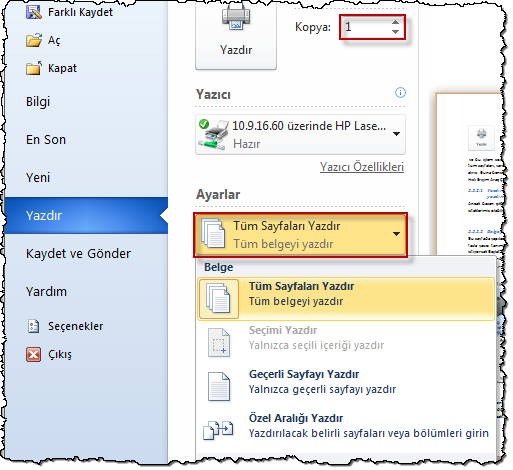 Farklı Kaydet
Aç
Kapat
Bilgi
En Son
Yeni
Yazdır
Kaydet ve Gönder
Yardım
Seçenekler
Çıkış
Yazdır
Kopya: 1
Yazıcı
10.9.16.60 üzerinde HP Lase...
Hazır
Yazıcı Özellikleri
Ayarlar
Tüm Sayfaları Yazdır
Tüm belgeyi yazdır
Belge
Tüm Sayfaları Yazdır
Tüm belgeyi yazdır
Seçimi Yazdır
Yalnızca seçili içeriği yazdır
Geçerli Sayfayı Yazdır
Yalnızca geçerli sayfayı yazdır
Özel Aralığı Yazdır
Yazdırılacak belirli sayfaları veya bölümleri girin